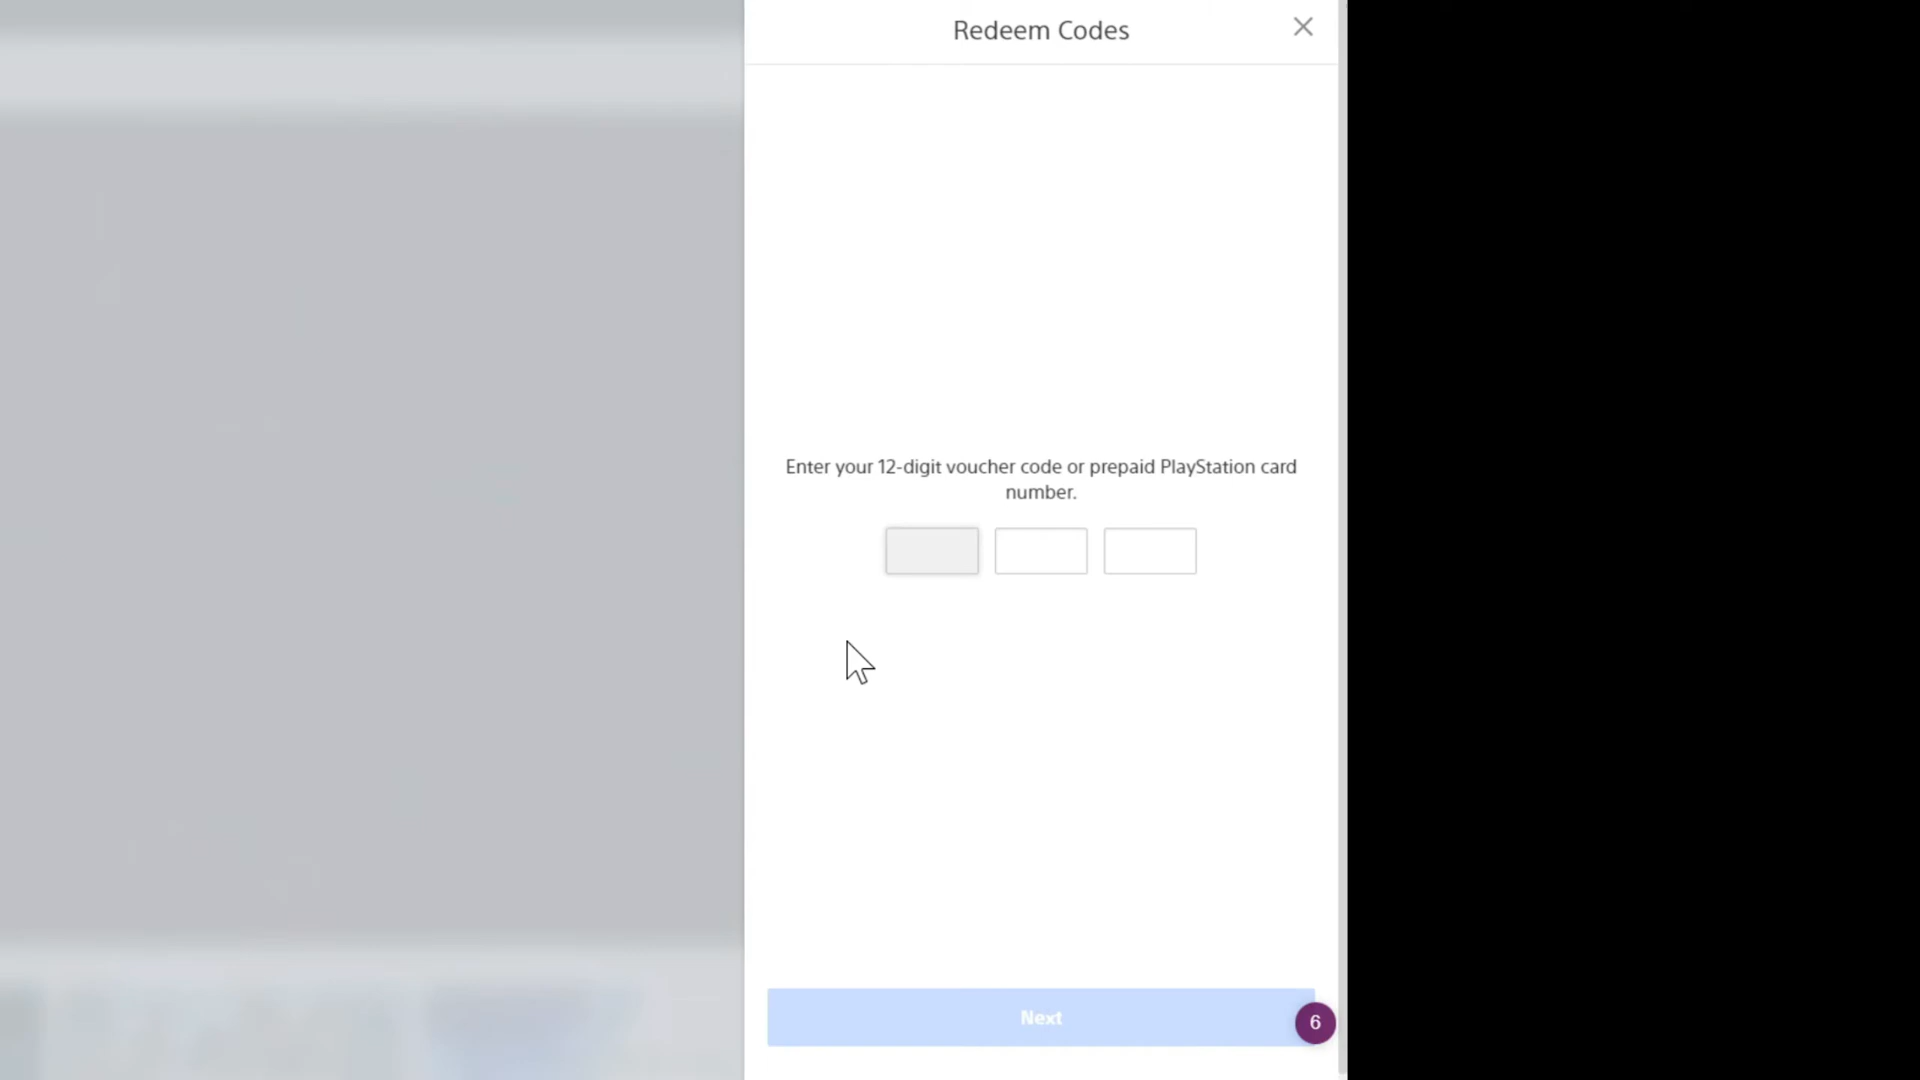 Redeem Codes
Enter your 12-digit voucher code or prepaid PlayStation card
number.
Next
6